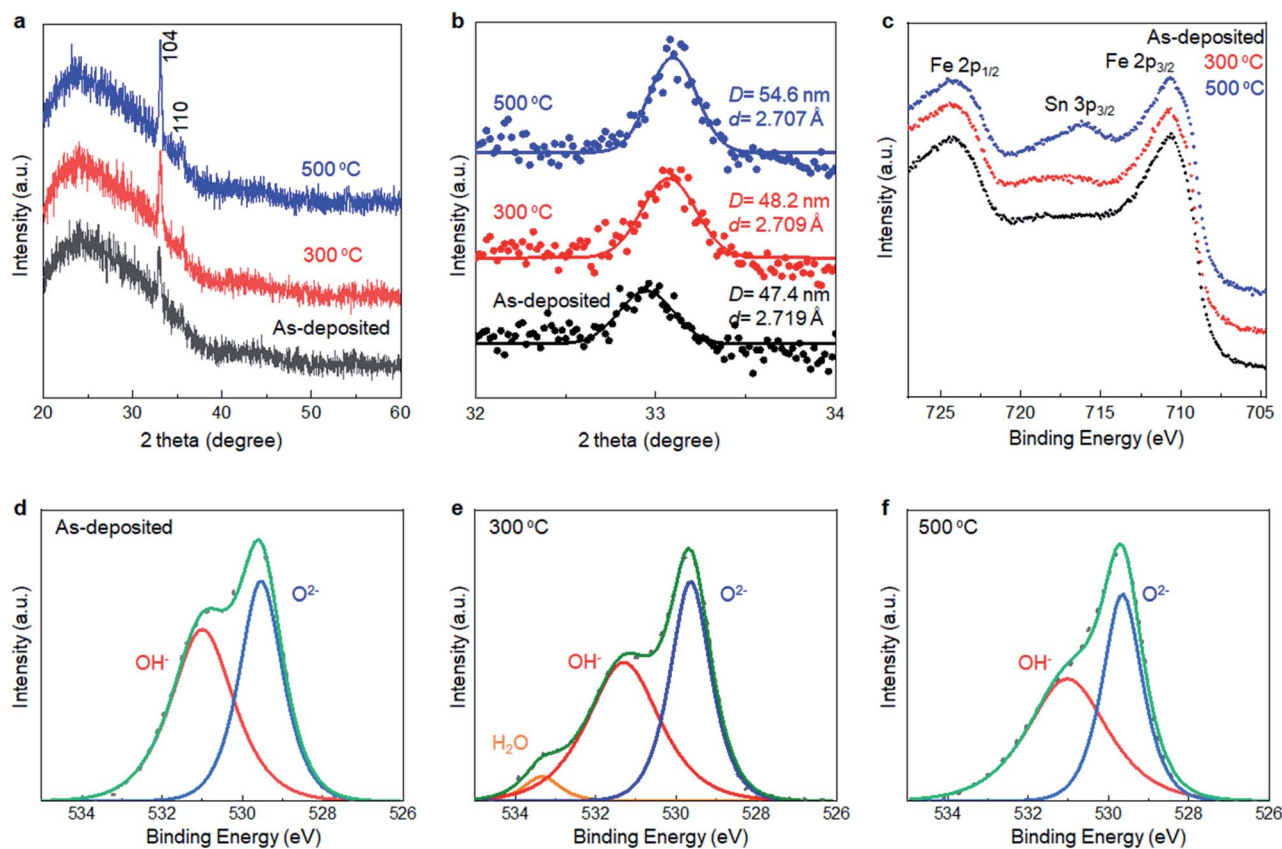 a
104
110
500 °C
300 °C
As-deposited
Intensity (a.u.)
20
30
40
50
60
2 theta (degree)
b
500 °C
D= 54.6 nm
d= 2.707 Å
300 °C
D= 48.2 nm
d= 2.709 Å
As-deposited
D= 47.4 nm
d= 2.719 Å
Intensity (a.u.)
32
33
34
2 theta (degree)
c
As-deposited
300 °C
500 °C
Fe 2p1/2
Fe 2p3/2
Sn 3p3/2
Intensity (a.u.)
725
720
715
710
705
Binding Energy (eV)
d
As-deposited
O2-
OH-
Intensity (a.u.)
534
532
530
528
526
Binding Energy (eV)
e
300 °C
O2-
OH-
H2O
Intensity (a.u.)
534
532
530
528
526
Binding Energy (eV)
f
500 °C
O2-
OH-
Intensity (a.u.)
534
532
530
528
526
Binding Energy (eV)